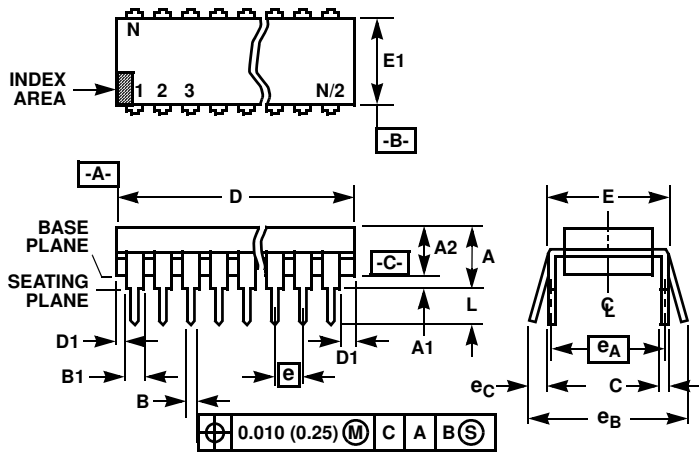 N
E1
INDEX
AREA
1 2 3 N/2
-B-
-A-
D
E
BASE
PLANE
A2
A
-C-
SEATING
PLANE
L
CL
D1
A1
D1
eA
B1
e
eC
C
B
eB
0.010 (0.25) M C A B S